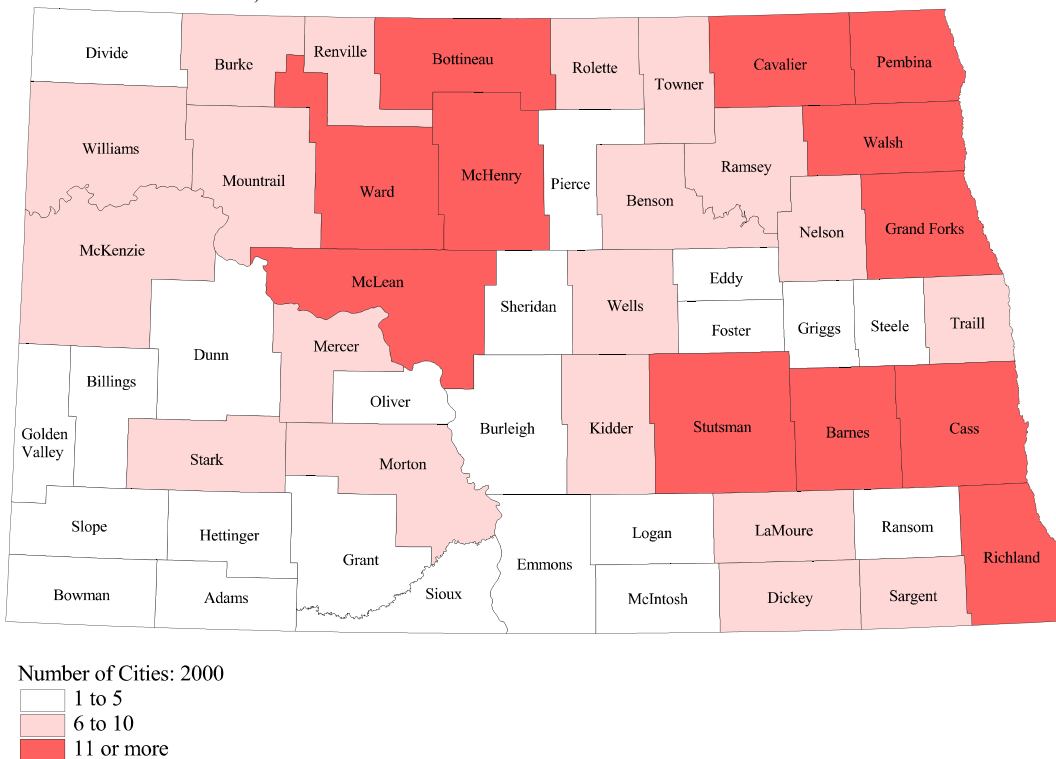 Divide
Burke
Renville
Bottineau
Rolette
Towner
Cavalier
Pembina
Williams
Mountrail
Ward
McHenry
Pierce
Benson
Ramsey
Walsh
McKenzie
Nelson
Grand Forks
McLean
Sheridan
Wells
Eddy
Foster
Griggs
Steele
Traill
Dunn
Mercer
Billings
Oliver
Golden
Valley
Stark
Morton
Burleigh
Kidder
Stutsman
Barnes
Cass
Slope
Hettinger
Grant
Emmons
Logan
LaMoure
Ransom
Richland
Bowman
Adams
Sioux
McIntosh
Dickey
Sargent
Number of Cities: 2000
1 to 5
6 to 10
11 or more